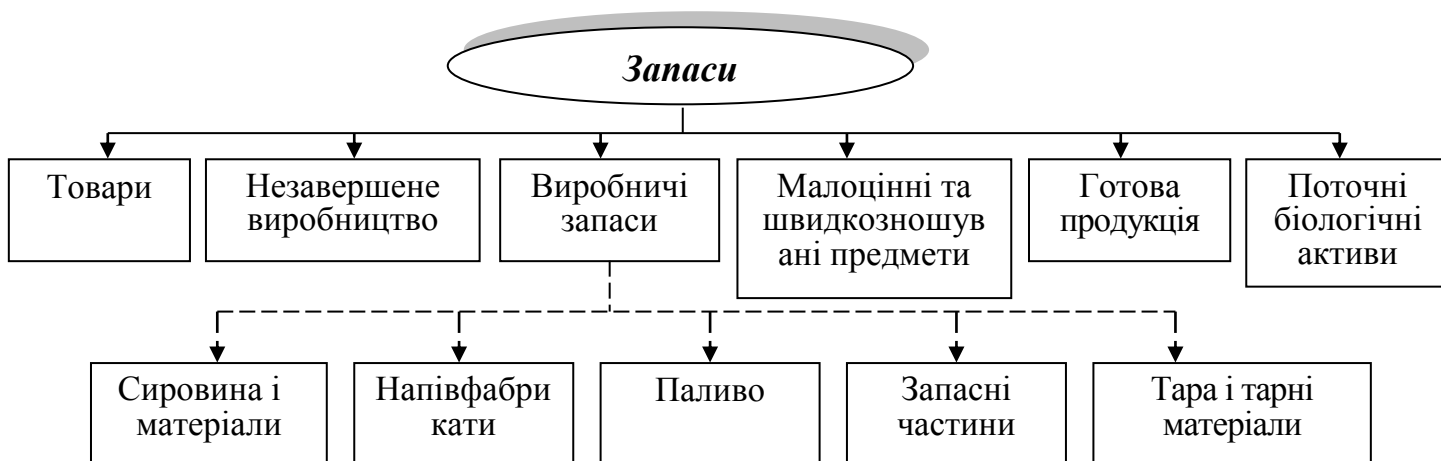 Запаси
Товари
Незавершене
виробництво
Виробничі
запаси
Малоцінні та
швидкозношув
ані предмети
Готова
продукція
Поточні
біологічні
активи
Сировина і
матеріали
Напівфабри
кати
Паливо
Запасні
частини
Тара і тарні
матеріали